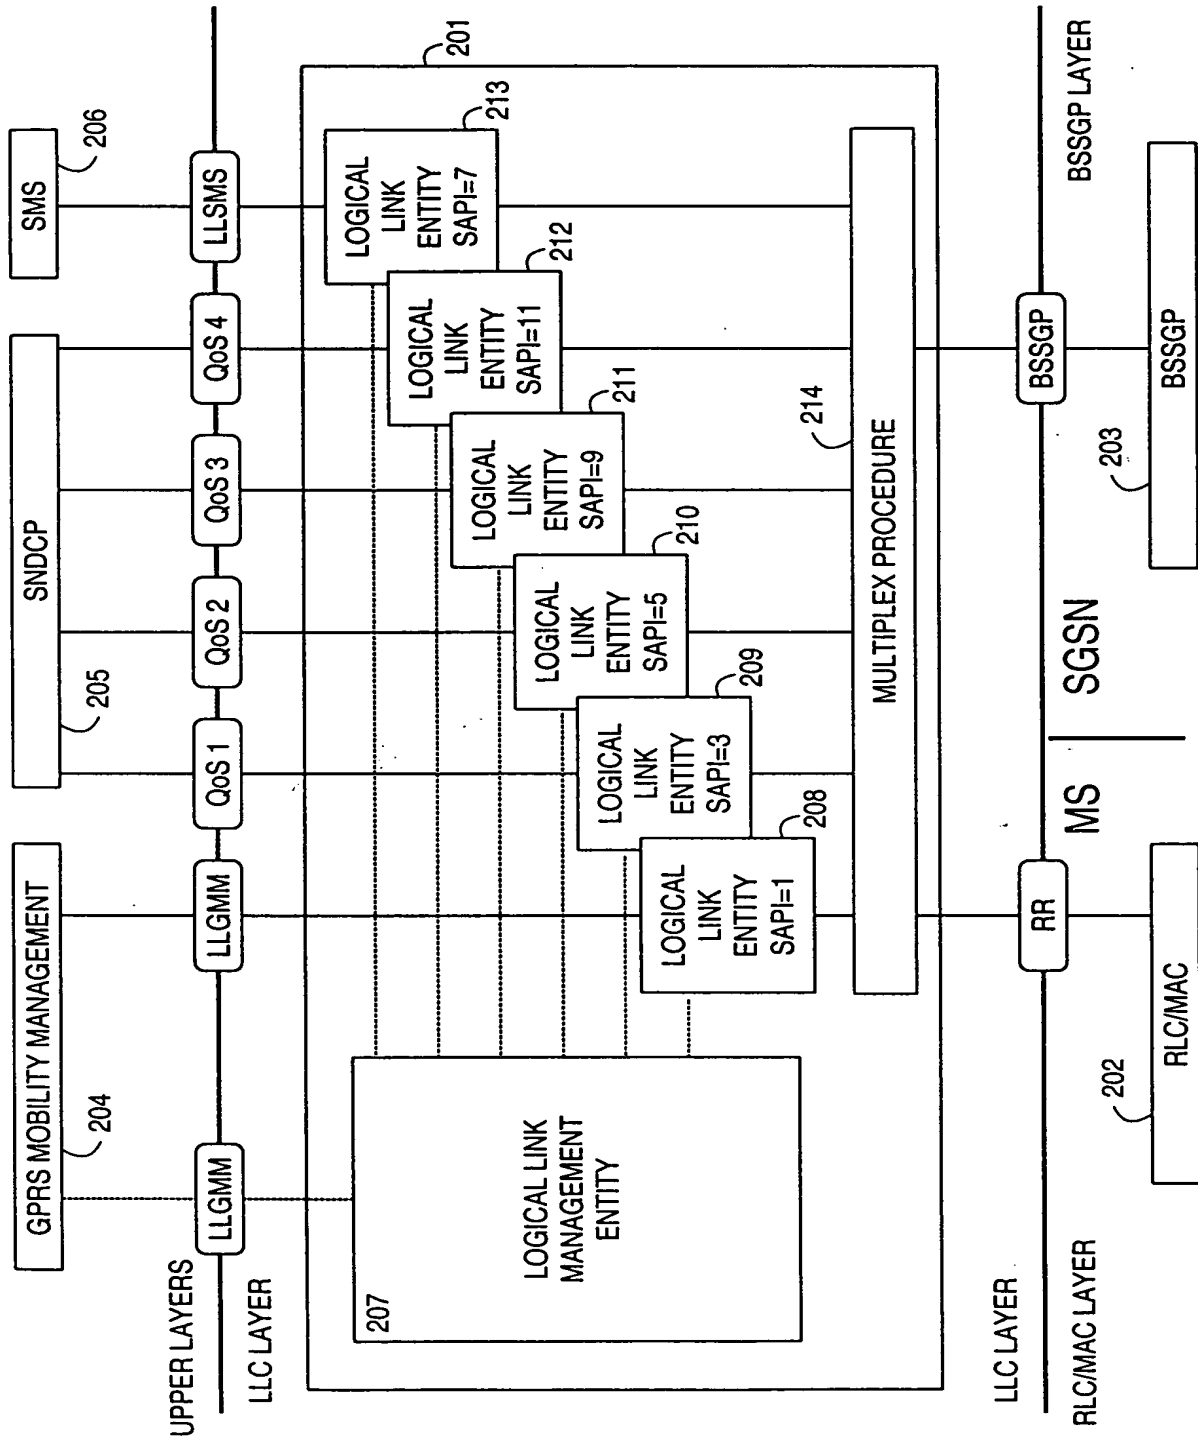 GPRS MOBILITY MANAGEMENT
204
SNDCP
205
SMS
206
UPPER LAYERS
LLGMM
LLGMM
QoS 1
QoS 2
QoS 3
QoS 4
LLSMS
LLC LAYER
201
207
LOGICAL LINK
MANAGEMENT
ENTITY
LOGICAL
LINK
ENTITY
SAPI=1
208
LOGICAL
LINK
ENTITY
SAPI=3
209
LOGICAL
LINK
ENTITY
SAPI=5
210
LOGICAL
LINK
ENTITY
SAPI=9
211
LOGICAL
LINK
ENTITY
SAPI=11
212
LOGICAL
LINK
ENTITY
SAPI=7
213
MULTIPLEX PROCEDURE
214
LLC LAYER
RR
BSSGP
RLC/MAC LAYER
MS
SGSN
BSSGP LAYER
202
RLC/MAC
203
BSSGP